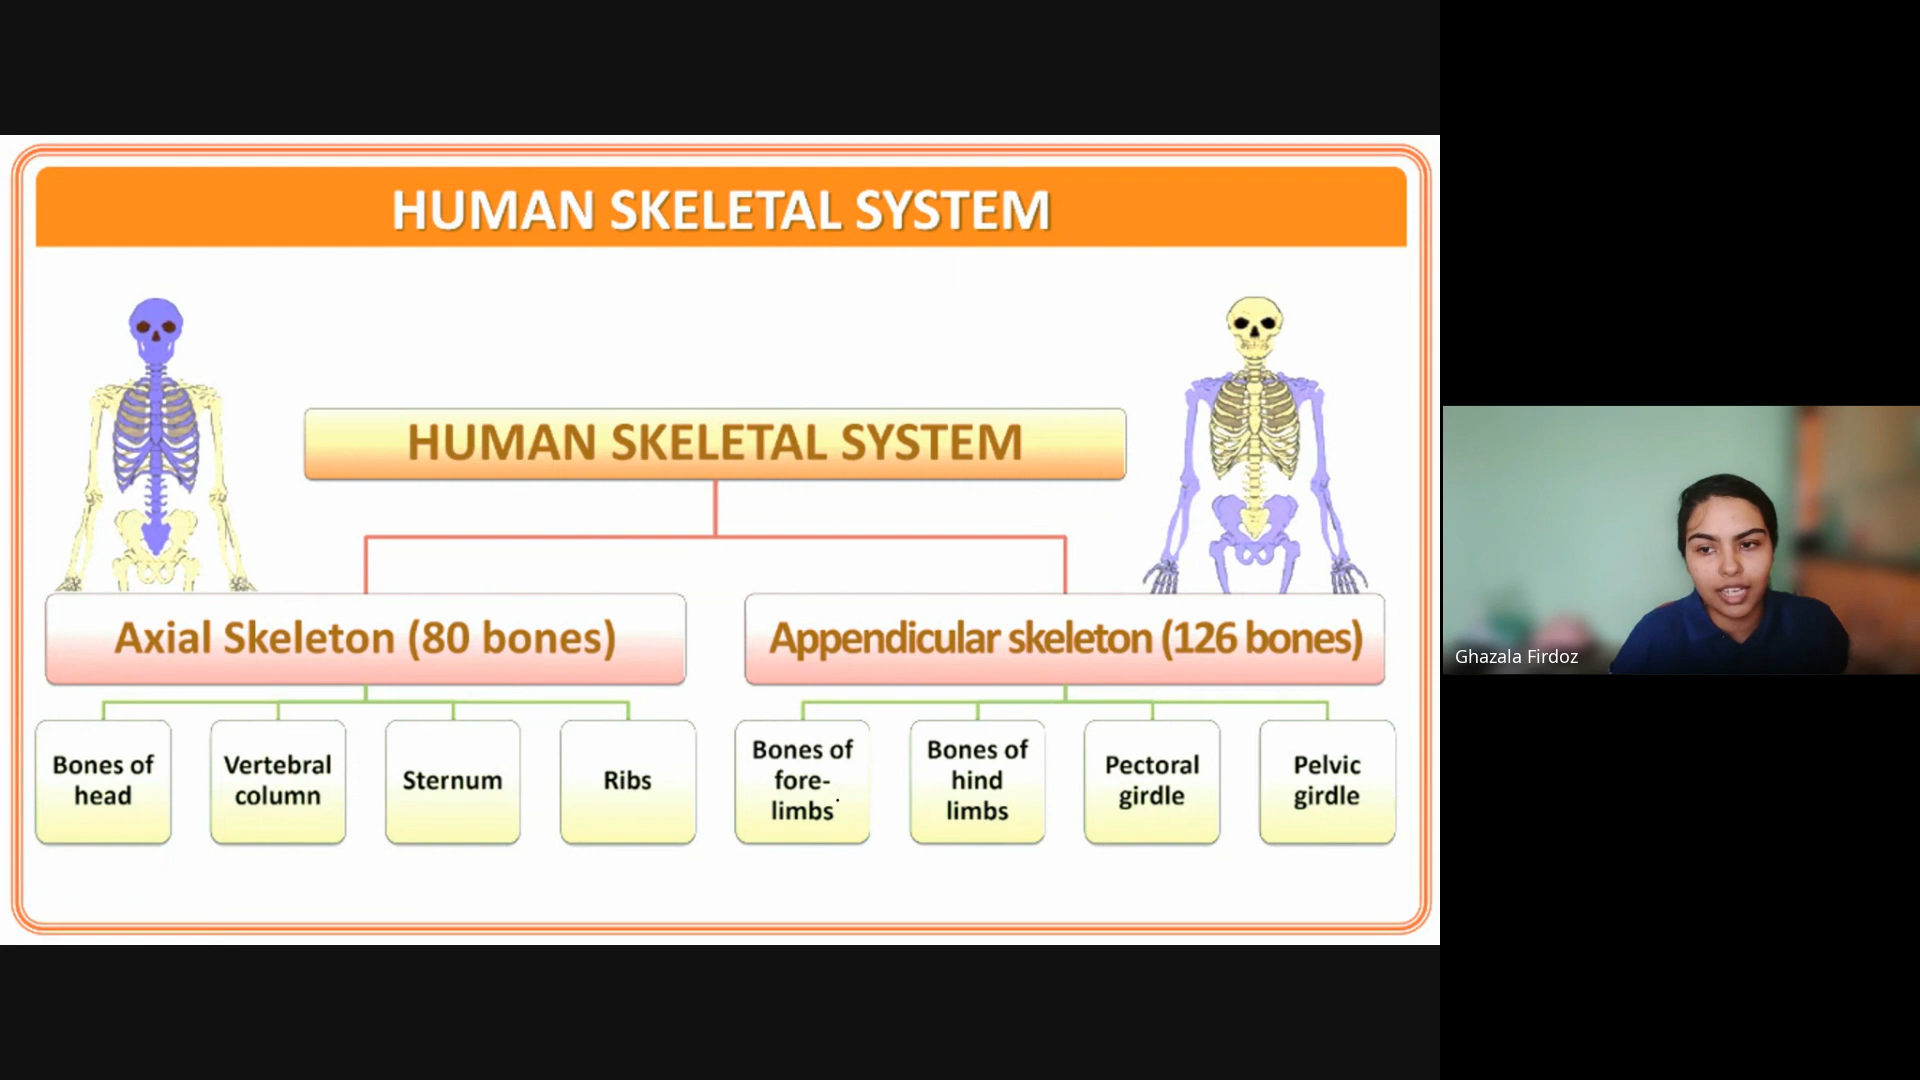 HUMAN SKELETAL SYSTEM
HUMAN SKELETAL SYSTEM
Axial Skeleton (80 bones)
Appendicular skeleton (126 bones)
Bones of
head
Vertebral
column
Sternum
Ribs
Bones of
fore-
limbs
Bones of
hind
limbs
Pectoral
girdle
Pelvic
girdle
Ghazala Firdoz